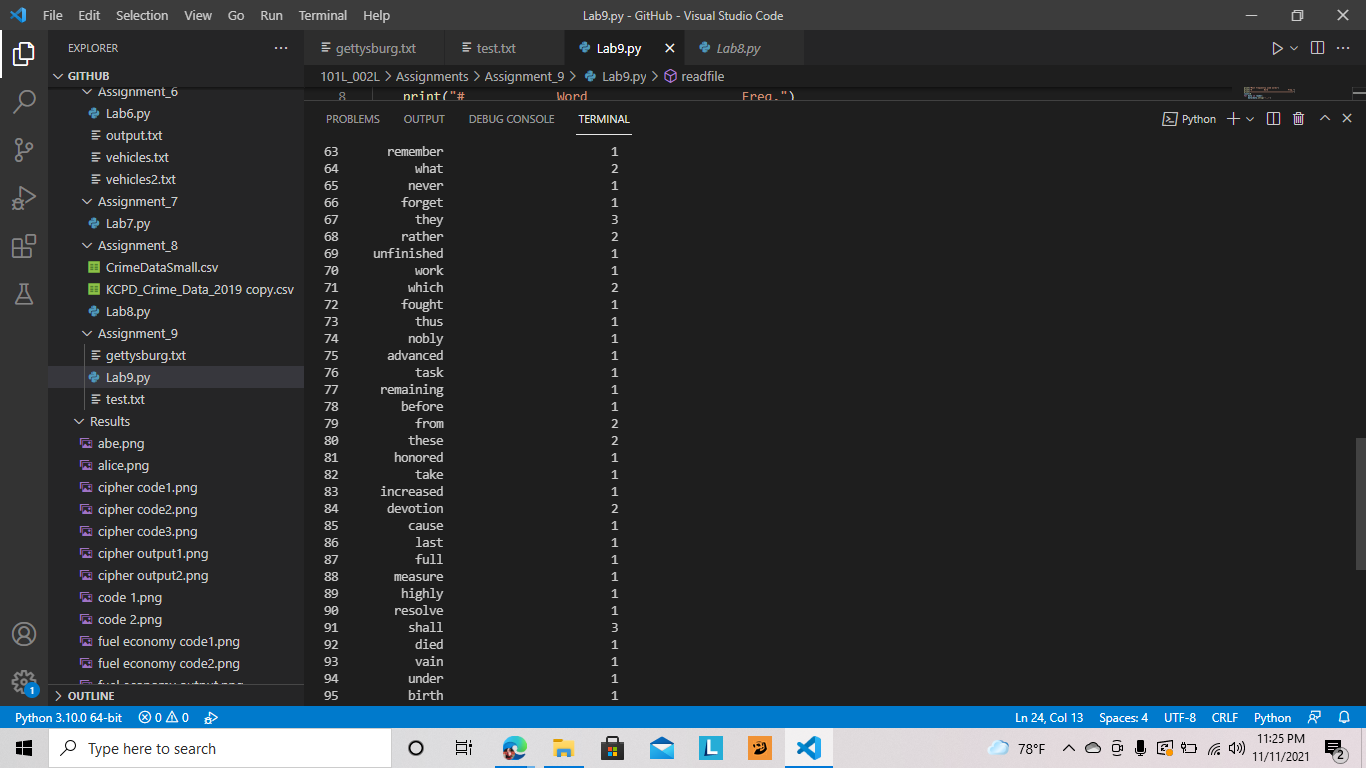 File Edit Selection View Go Run Terminal Help Lab9.py - GitHub - Visual Studio Code
EXPLORER
gettysburg.txt test.txt Lab9.py Lab8.py
GITHUB
101L_002L > Assignments > Assignment_9 > Lab9.py > readfile
Assignment_6
Lab6.py
output.txt
vehicles.txt
vehicles2.txt
Assignment_7
Lab7.py
Assignment_8
CrimeDataSmall.csv
KCPD_Crime_Data_2019 copy.csv
Lab8.py
Assignment_9
gettysburg.txt
Lab9.py
test.txt
Results
abe.png
alice.png
cipher code1.png
cipher code2.png
cipher code3.png
cipher output1.png
cipher output2.png
code 1.png
code 2.png
fuel economy code1.png
fuel economy code2.png
fuel economy output.png
OUTLINE
8 print("# Word Freq.")
PROBLEMS OUTPUT DEBUG CONSOLE TERMINAL Python
63 remember 1
64 what 2
65 never 1
66 forget 1
67 they 3
68 rather 2
69 unfinished 1
70 work 1
71 which 2
72 fought 1
73 thus 1
74 nobly 1
75 advanced 1
76 task 1
77 remaining 1
78 before 1
79 from 2
80 these 2
81 honored 1
82 take 1
83 increased 1
84 devotion 2
85 cause 1
86 last 1
87 full 1
88 measure 1
89 highly 1
90 resolve 1
91 shall 3
92 died 1
93 vain 1
94 under 1
95 birth 1
1
Python 3.10.0 64-bit 0 0 Ln 24, Col 13 Spaces: 4 UTF-8 CRLF Python
Type here to search
L
78°F
11:25 PM
11/11/2021
2